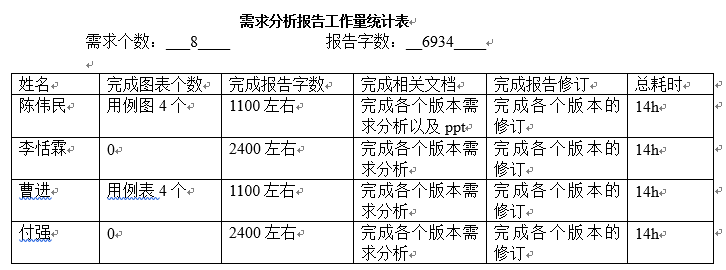 需求分析报告工作量统计表
需求个数：___8____ 报告字数：__6934____
姓名 完成图表个数 完成报告字数 完成相关文档 完成报告修订 总耗时
陈伟民 用例图 4 个 1100 左右 完成各个版本需求分析以及 ppt 完成各个版本的修订 14h
李恬霖 0 2400 左右 完成各个版本需求分析 完成各个版本的修订 14h
曹进 用例表 4 个 1100 左右 完成各个版本需求分析 完成各个版本的修订 14h
付强 0 2400 左右 完成各个版本需求分析 完成各个版本的修订 14h